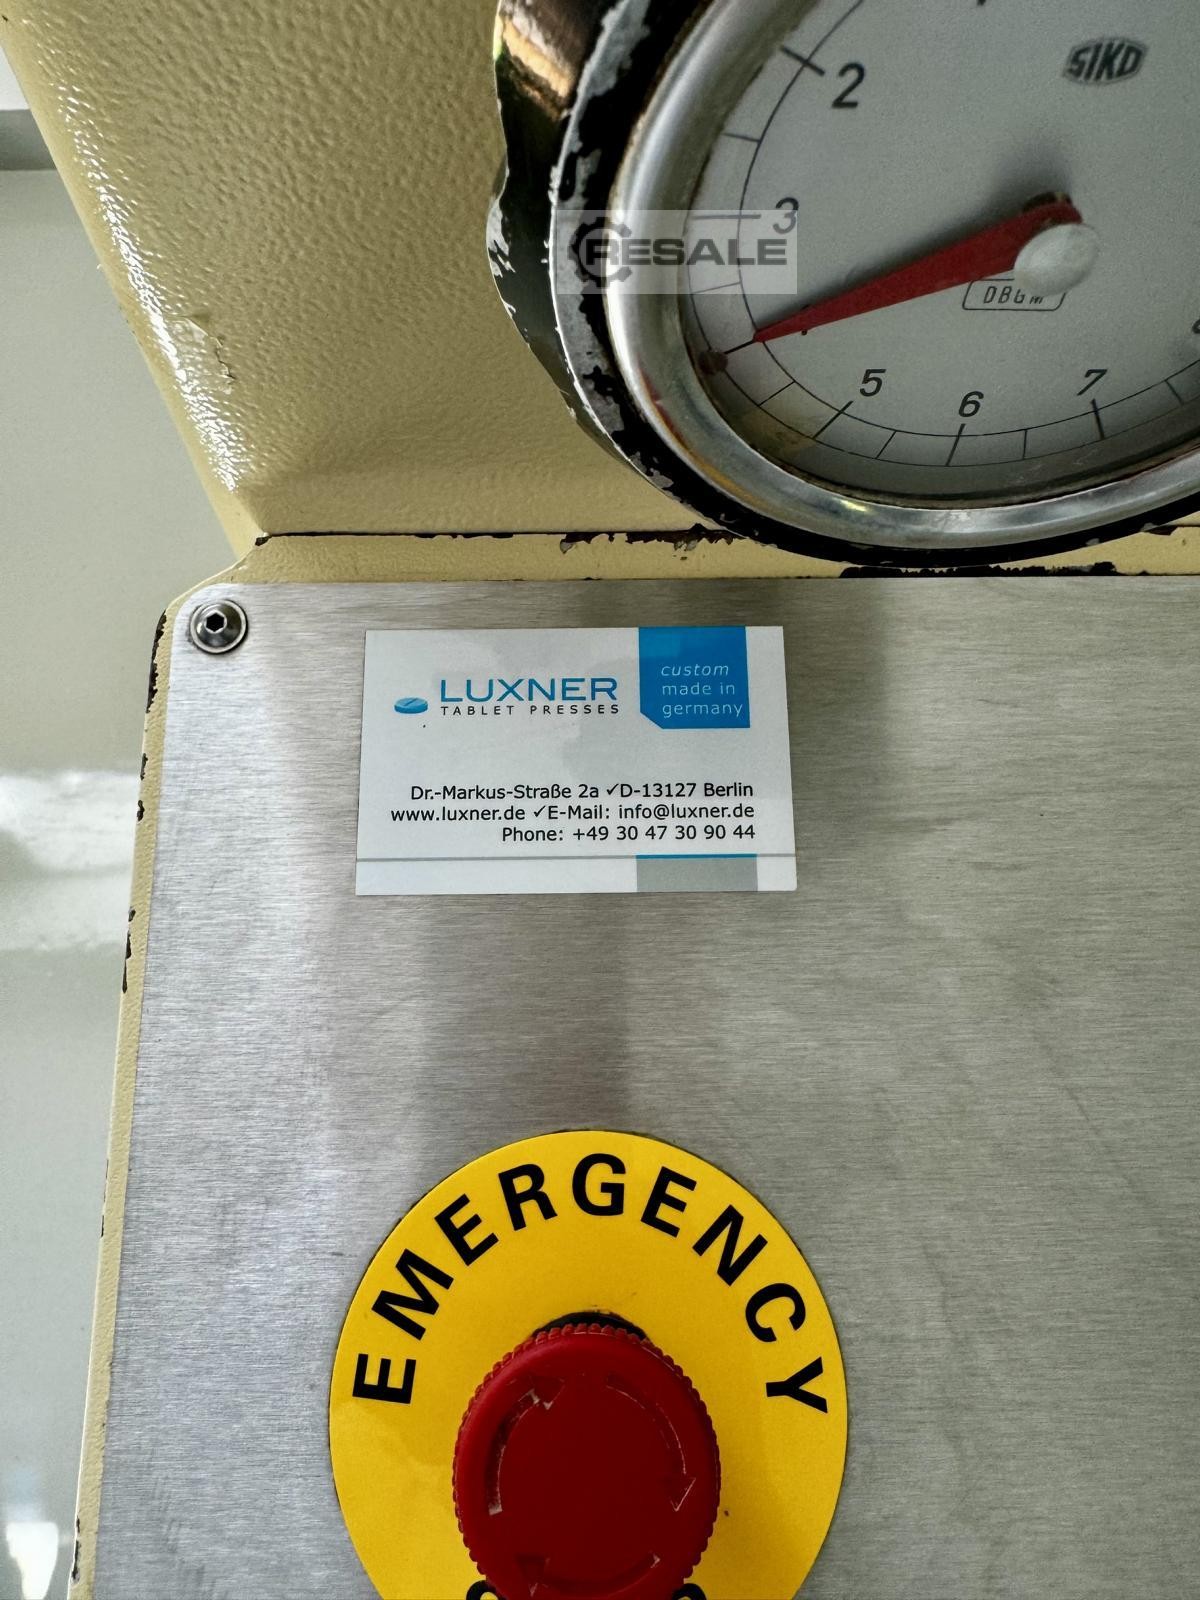 SIKO
2
3
RESALE
DBGM
5
6
7
LUXNER
TABLET PRESSES
custom
made in
germany
Dr.-Markus-Straße 2a ✓D-13127 Berlin
www.luxner.de ✓E-Mail: info@luxner.de
Phone: +49 30 47 30 90 44
EMERGENCY